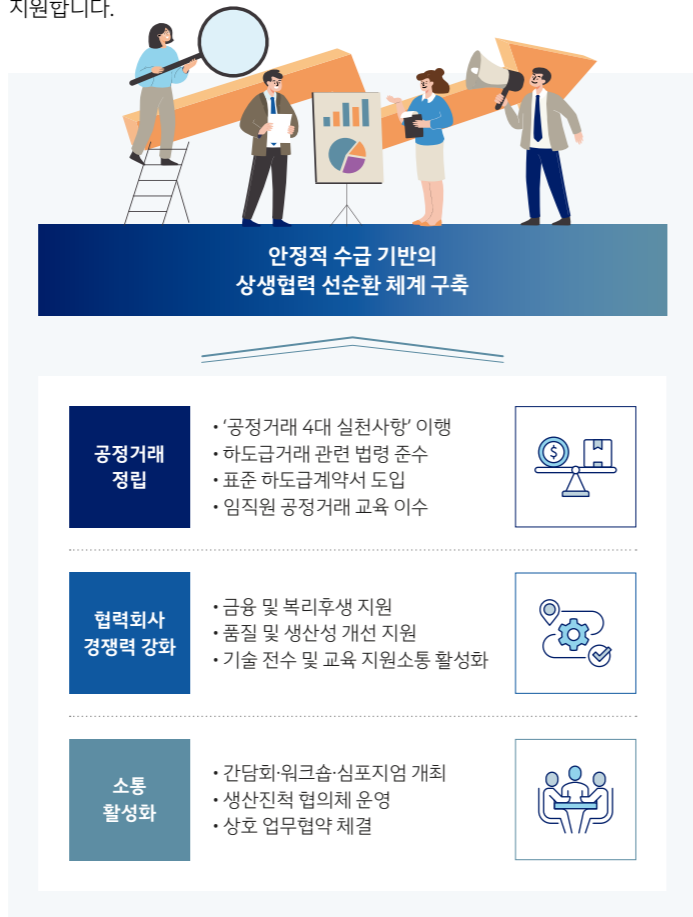 지원합니다.
안정적 수급 기반의
상생협력 선순환 체계 구축
공정거래
정립
• ‘공정거래 4대 실천사항’ 이행
• 하도급거래 관련 법령 준수
• 표준 하도급계약서 도입
• 임직원 공정거래 교육 이수
$
협력회사
경쟁력 강화
• 금융 및 복리후생 지원
• 품질 및 생산성 개선 지원
• 기술 전수 및 교육 지원소통 활성화
소통
활성화
• 간담회·워크숍·심포지엄 개최
• 생산진척 협의체 운영
• 상호 업무협약 체결